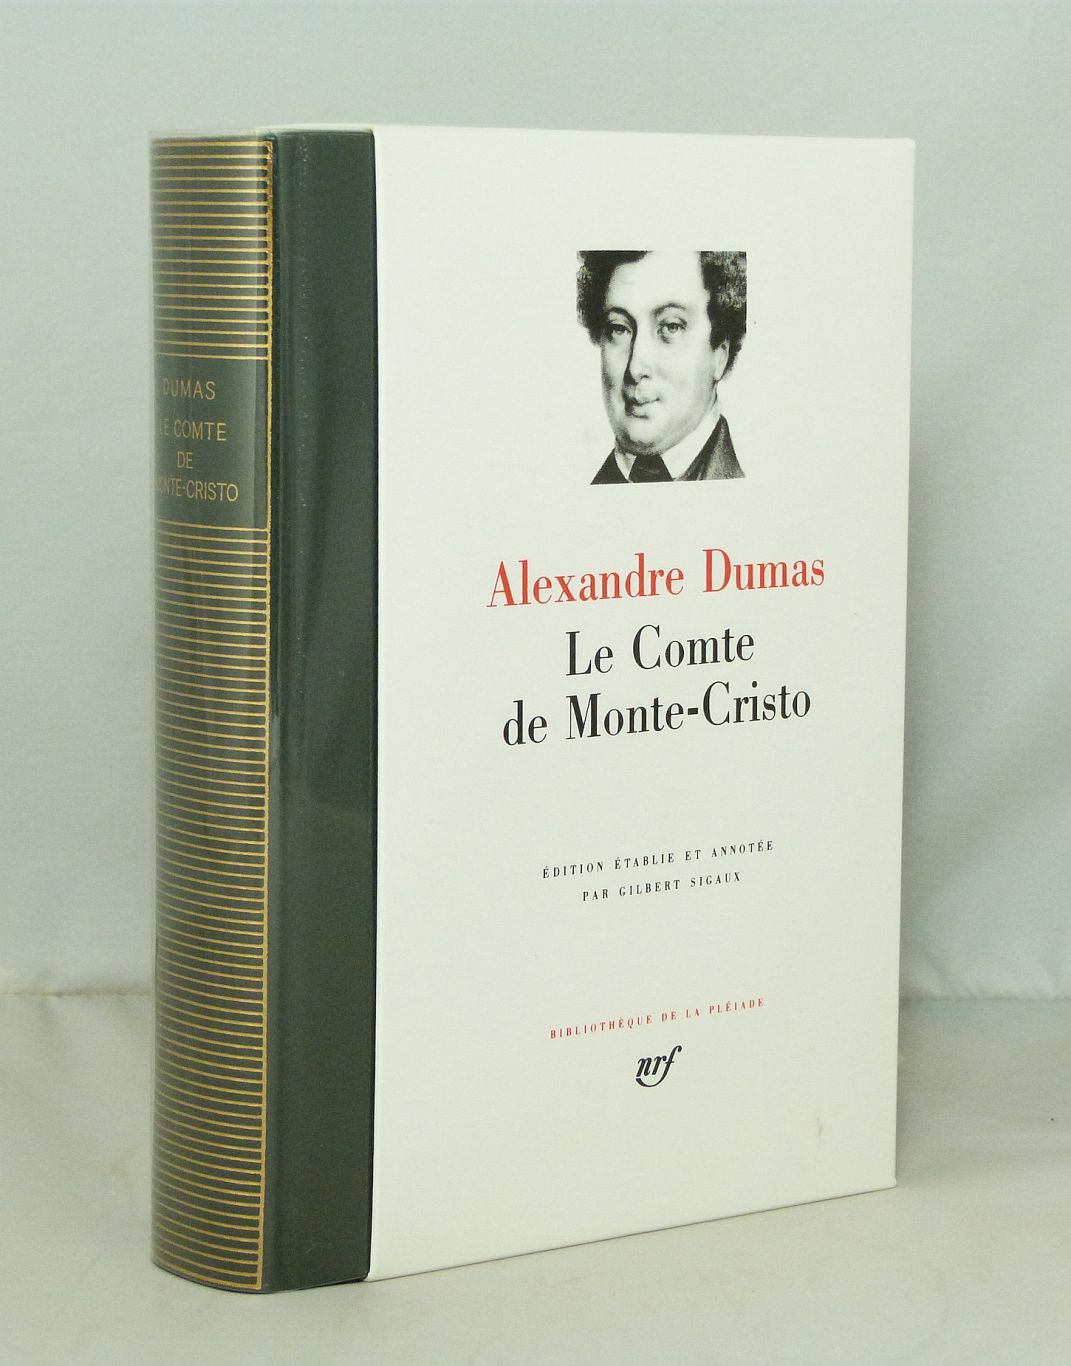 DUMAS
LE COMTE
DE
MONTE-CRISTO
Alexandre Dumas
Le Comte
de Monte-Cristo
ÉDITION ÉTABLIE ET ANNOTÉE
PAR GILBERT SIGAUX
BIBLIOTHÈQUE DE LA PLÉIADE
nrf